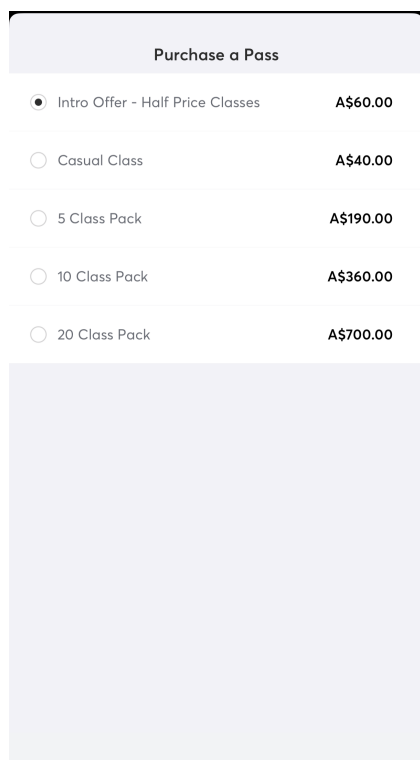 Purchase a Pass
Intro Offer - Half Price Classes A$60.00
Casual Class A$40.00
5 Class Pack A$190.00
10 Class Pack A$360.00
20 Class Pack A$700.00